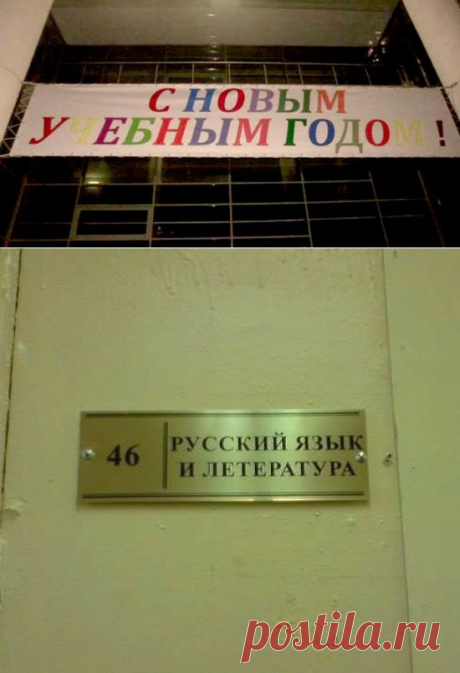 С НОВЫМ
УЧЕБНЫМ ГОДОМ!
46
РУССКИЙ ЯЗЫК
И ЛЕТЕРАТУРА
postila.ru